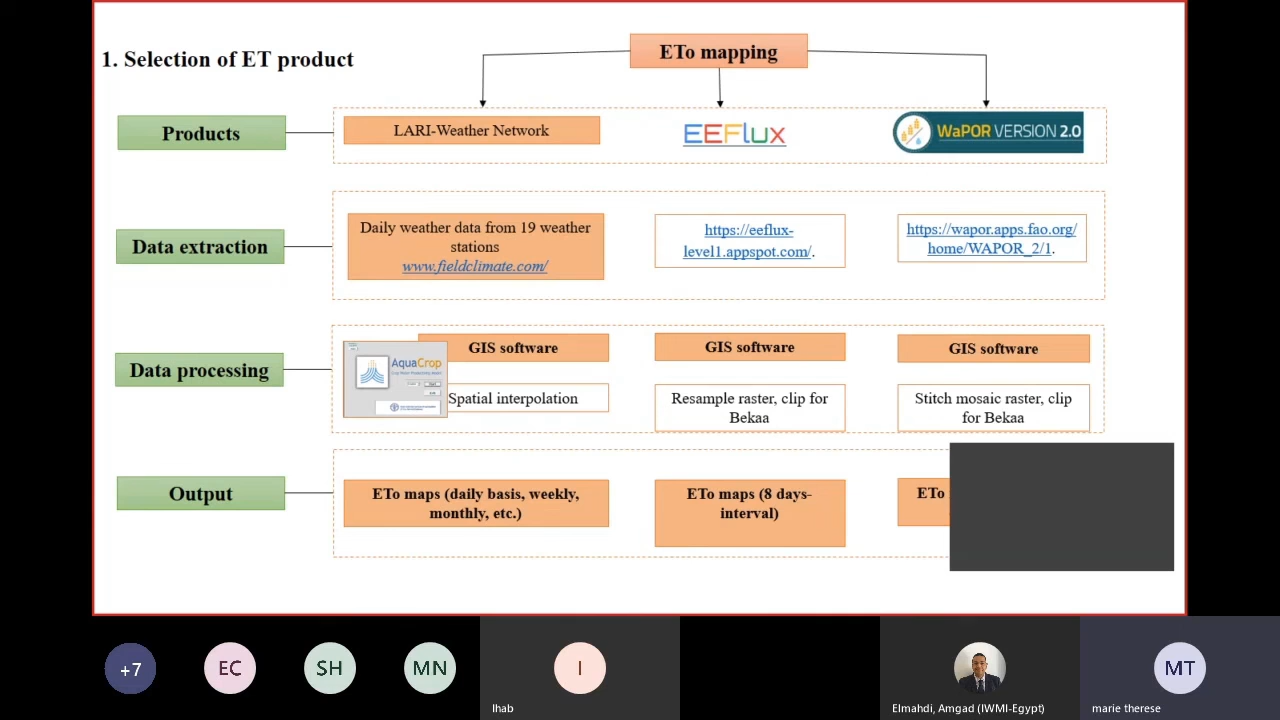 1. Selection of ET product
ETo mapping
Products
LARI-Weather Network
EEFlux
WaPOR VERSION 2.0
Data extraction
Daily weather data from 19 weather
stations
www.fieldclimate.com/
https://eeflux-
level1.appspot.com/.
https://wapor.apps.fao.org/
home/WAPOR_2/1.
Data processing
AquaCrop
GIS software
Spatial interpolation
GIS software
Resample raster, clip for
Bekaa
GIS software
Stitch mosaic raster, clip
for Bekaa
Output
ETo maps (daily basis, weekly,
monthly, etc.)
ETo maps (8 days-
interval)
ETo
+7
EC
SH
MN
I
Ihab
Elmahdi, Amgad (IWMI-Egypt)
MT
marie therese